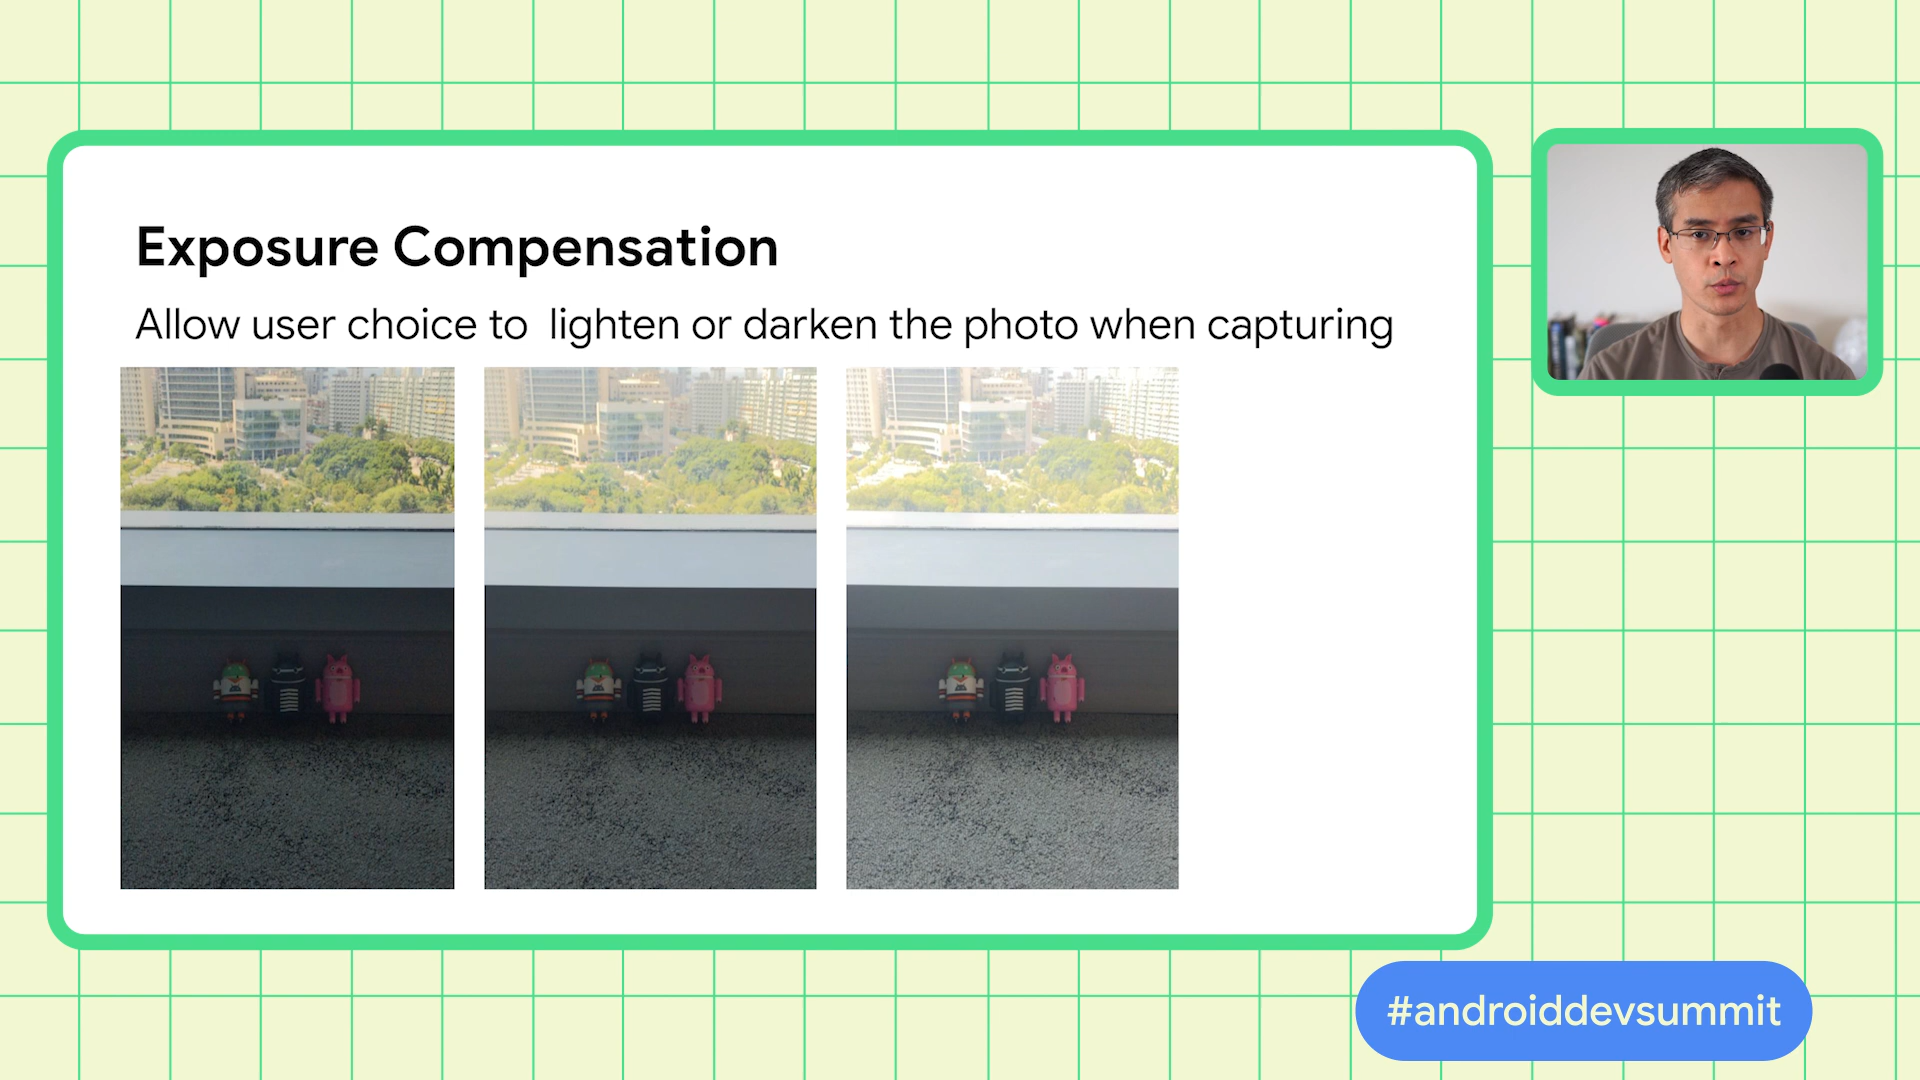 Exposure Compensation
Allow user choice to  lighten or darken the photo when capturing
#androiddevsummit